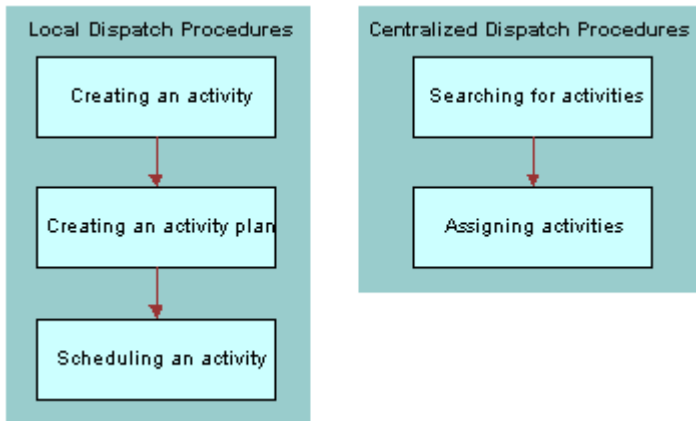 Local Dispatch Procedures
Creating an activity
Creating an activity plan
Scheduling an activity
Centralized Dispatch Procedures
Searching for activities
Assigning activities